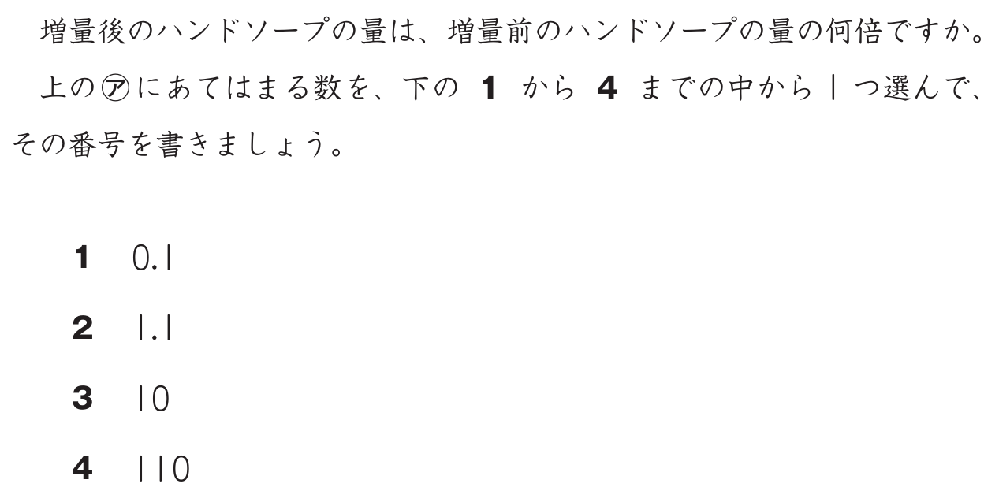 増量後のハンドソープの量は、増量前のハンドソープの量の何倍ですか。
上の㋐にあてはまる数を、下の 1 から 4 までの中から1つ選んで、
その番号を書きましょう。
1 0.1
2 1.1
3 10
4 110